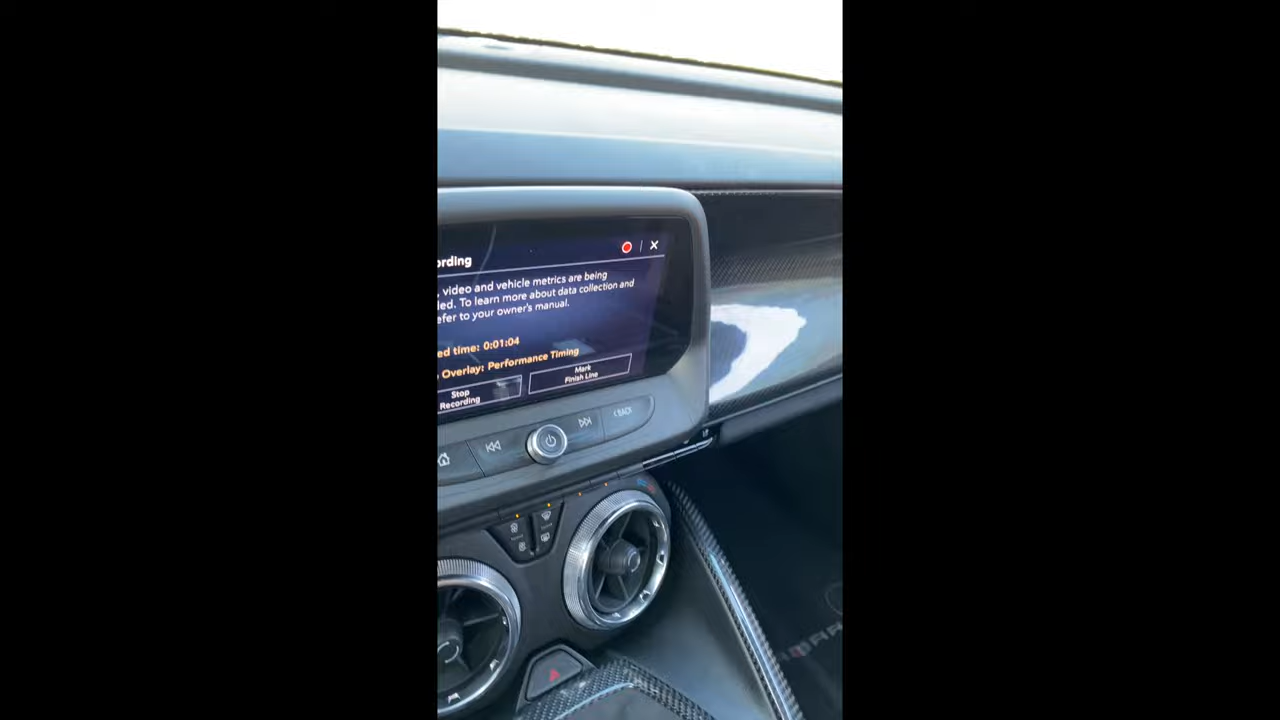 ording
, video and vehicle metrics are being
led. To learn more about data collection and
efer to your owner's manual.
ed time: 0:01:04
Overlay: Performance Timing
Stop
Recording
Mark
Finish Line
BACK